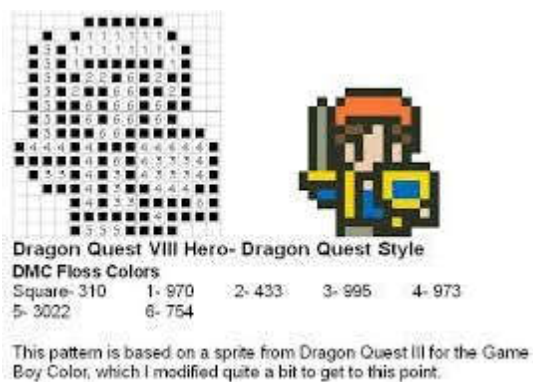 Dragon Quest VIII Hero- Dragon Quest Style
DMC Floss Colors
Square- 310 1- 970 2- 433 3- 995 4- 973
5- 3022 6- 754
This pattern is based on a sprite from Dragon Quest III for the Game
Boy Color, which I modified quite a bit to get to this point.